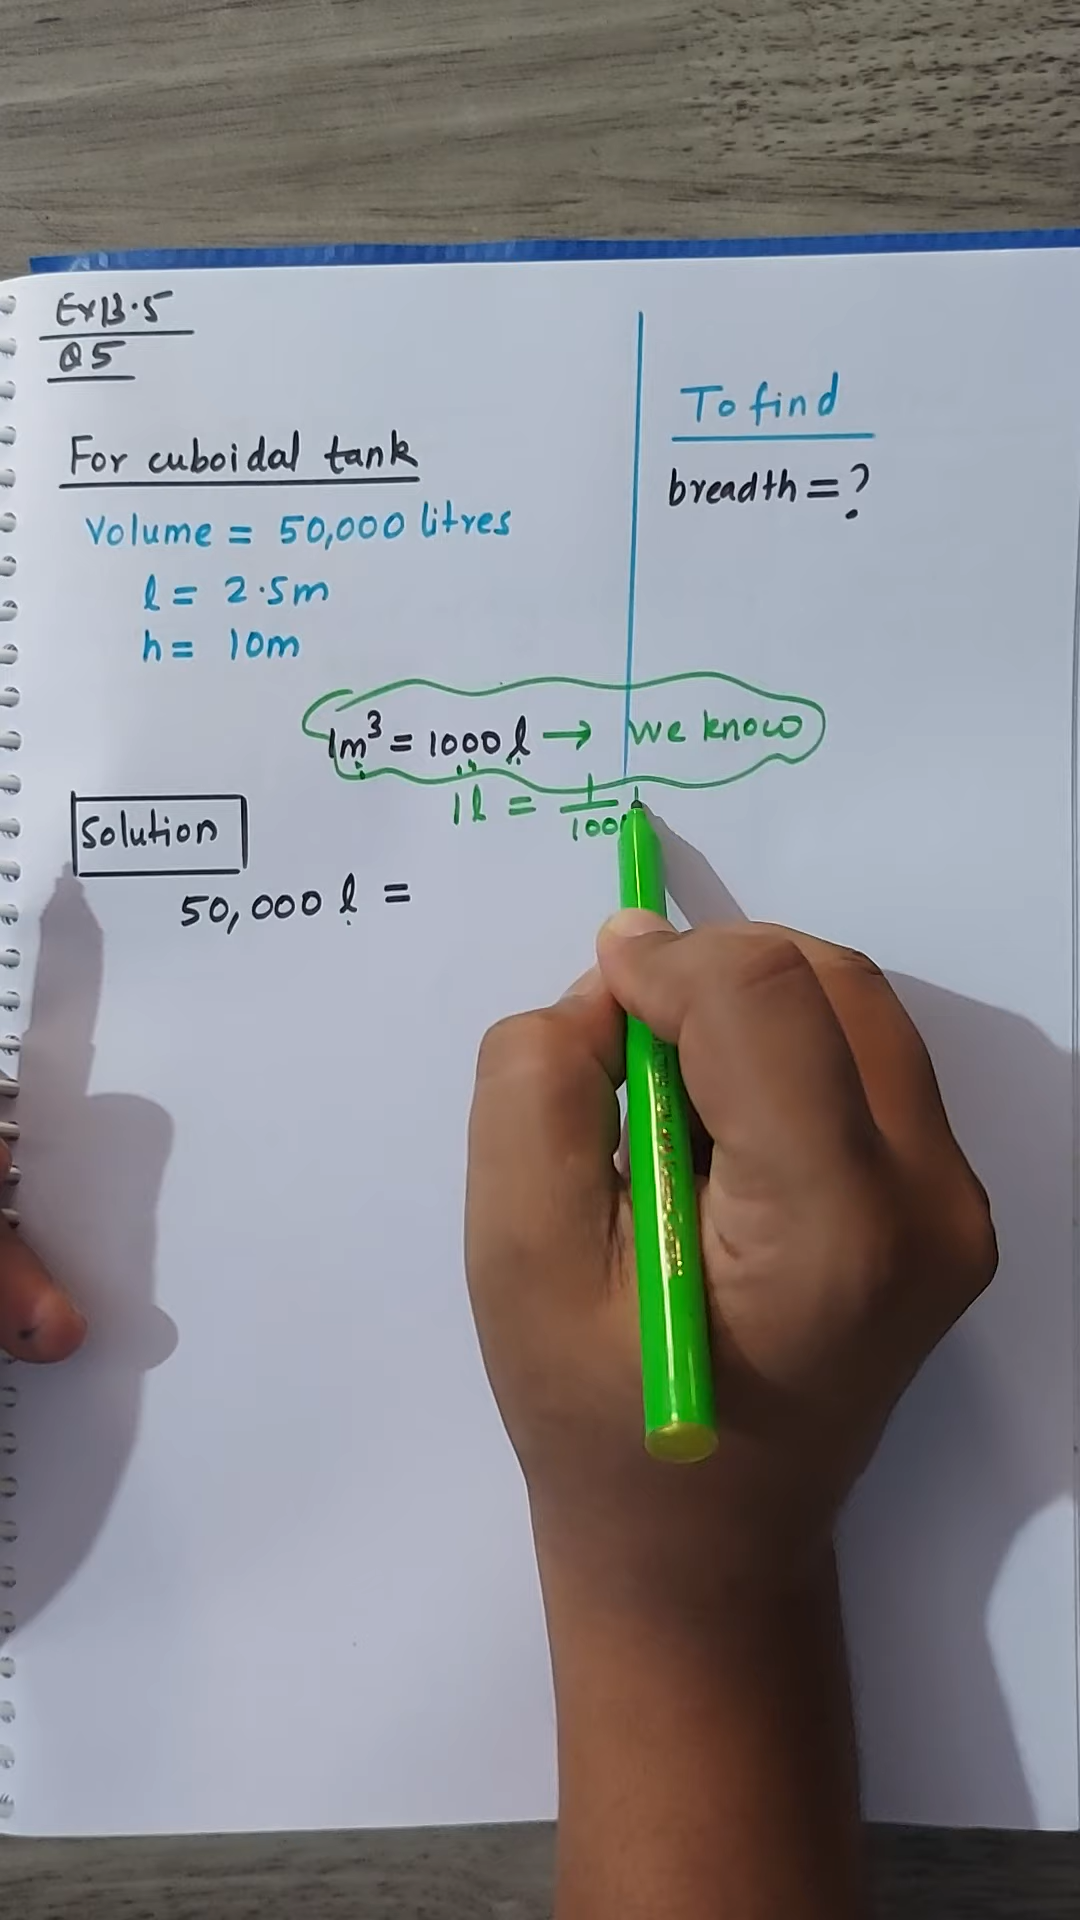 Ex13.5
Q5
For cuboidal tank
Volume = 50,000 litres
l = 2.5m
h = 10m
To find
breadth = ?
1m³ = 1000 l → we know
1l = 1/100
Solution
50,000 l =